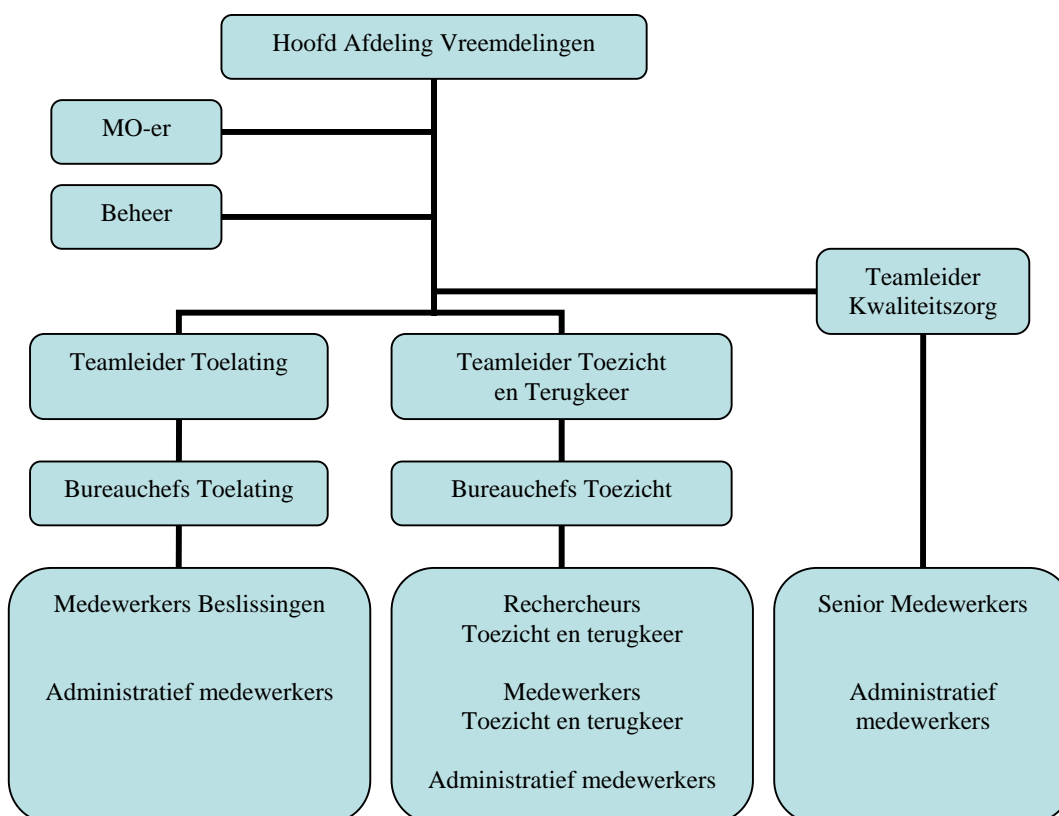 Hoofd Afdeling Vreemdelingen
MO-er
Beheer
Teamleider
Kwaliteitszorg
Teamleider Toelating
Teamleider Toezicht
en Terugkeer
Bureauchefs Toelating
Bureauchefs Toezicht
Medewerkers Beslissingen
Administratief medewerkers
Rechercheurs
Toezicht en terugkeer
Medewerkers
Toezicht en terugkeer
Administratief medewerkers
Senior Medewerkers
Administratief
medewerkers